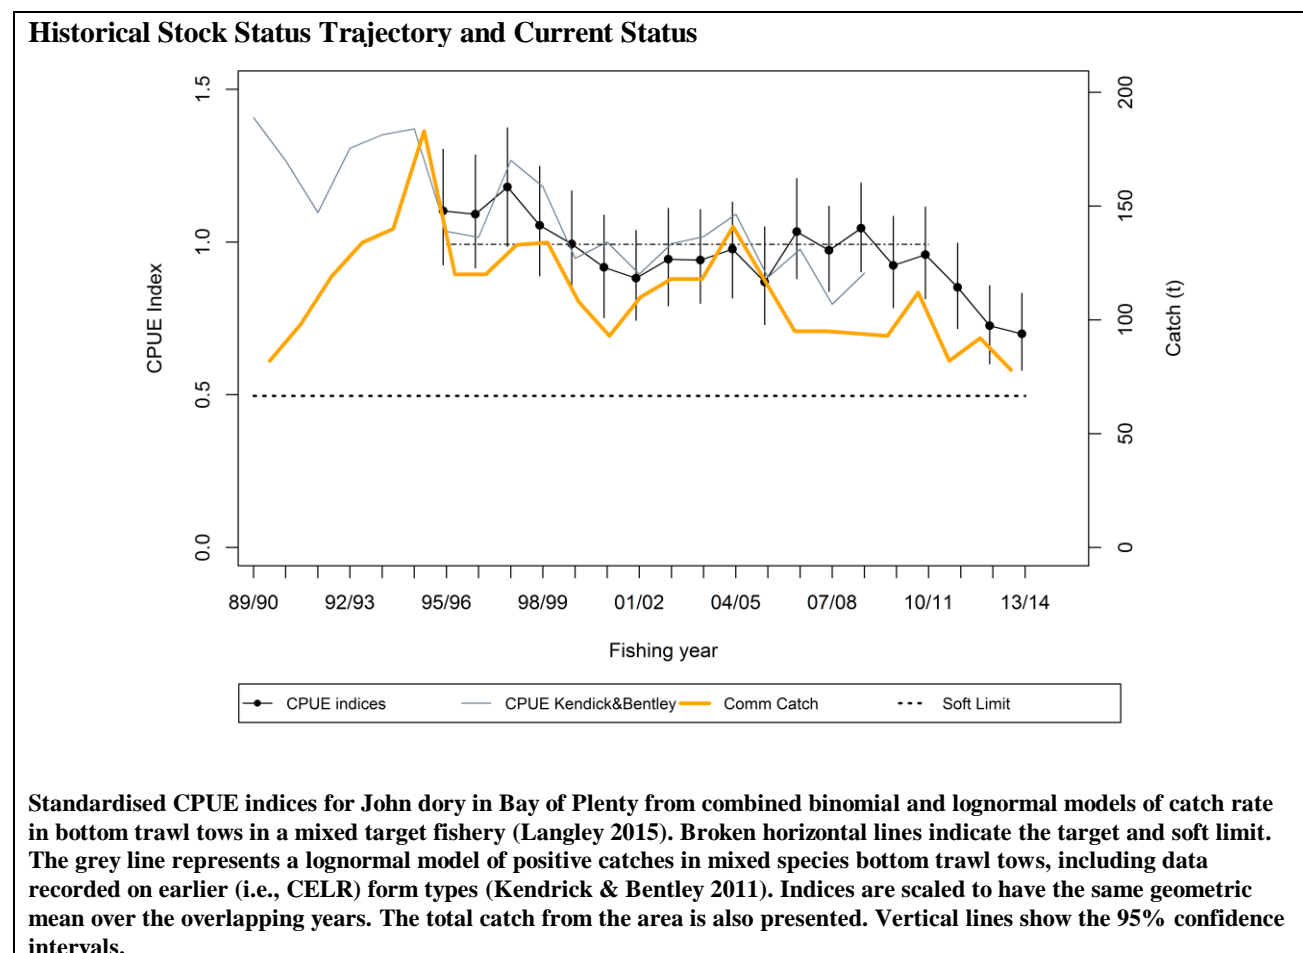 Historical Stock Status Trajectory and Current Status
1.5
1.0
0.5
0.0
CPUE Index
200
150
100
50
0
Catch (t)
89/90 92/93 95/96 98/99 01/02 04/05 07/08 10/11 13/14
Fishing year
CPUE indices CPUE Kendick&Bentley Comm Catch Soft Limit
Standardised CPUE indices for John dory in Bay of Plenty from combined binomial and lognormal models of catch rate
in bottom trawl tows in a mixed target fishery (Langley 2015). Broken horizontal lines indicate the target and soft limit.
The grey line represents a lognormal model of positive catches in mixed species bottom trawl tows, including data
recorded on earlier (i.e., CELR) form types (Kendrick & Bentley 2011). Indices are scaled to have the same geometric
mean over the overlapping years. The total catch from the area is also presented. Vertical lines show the 95% confidence
intervals.